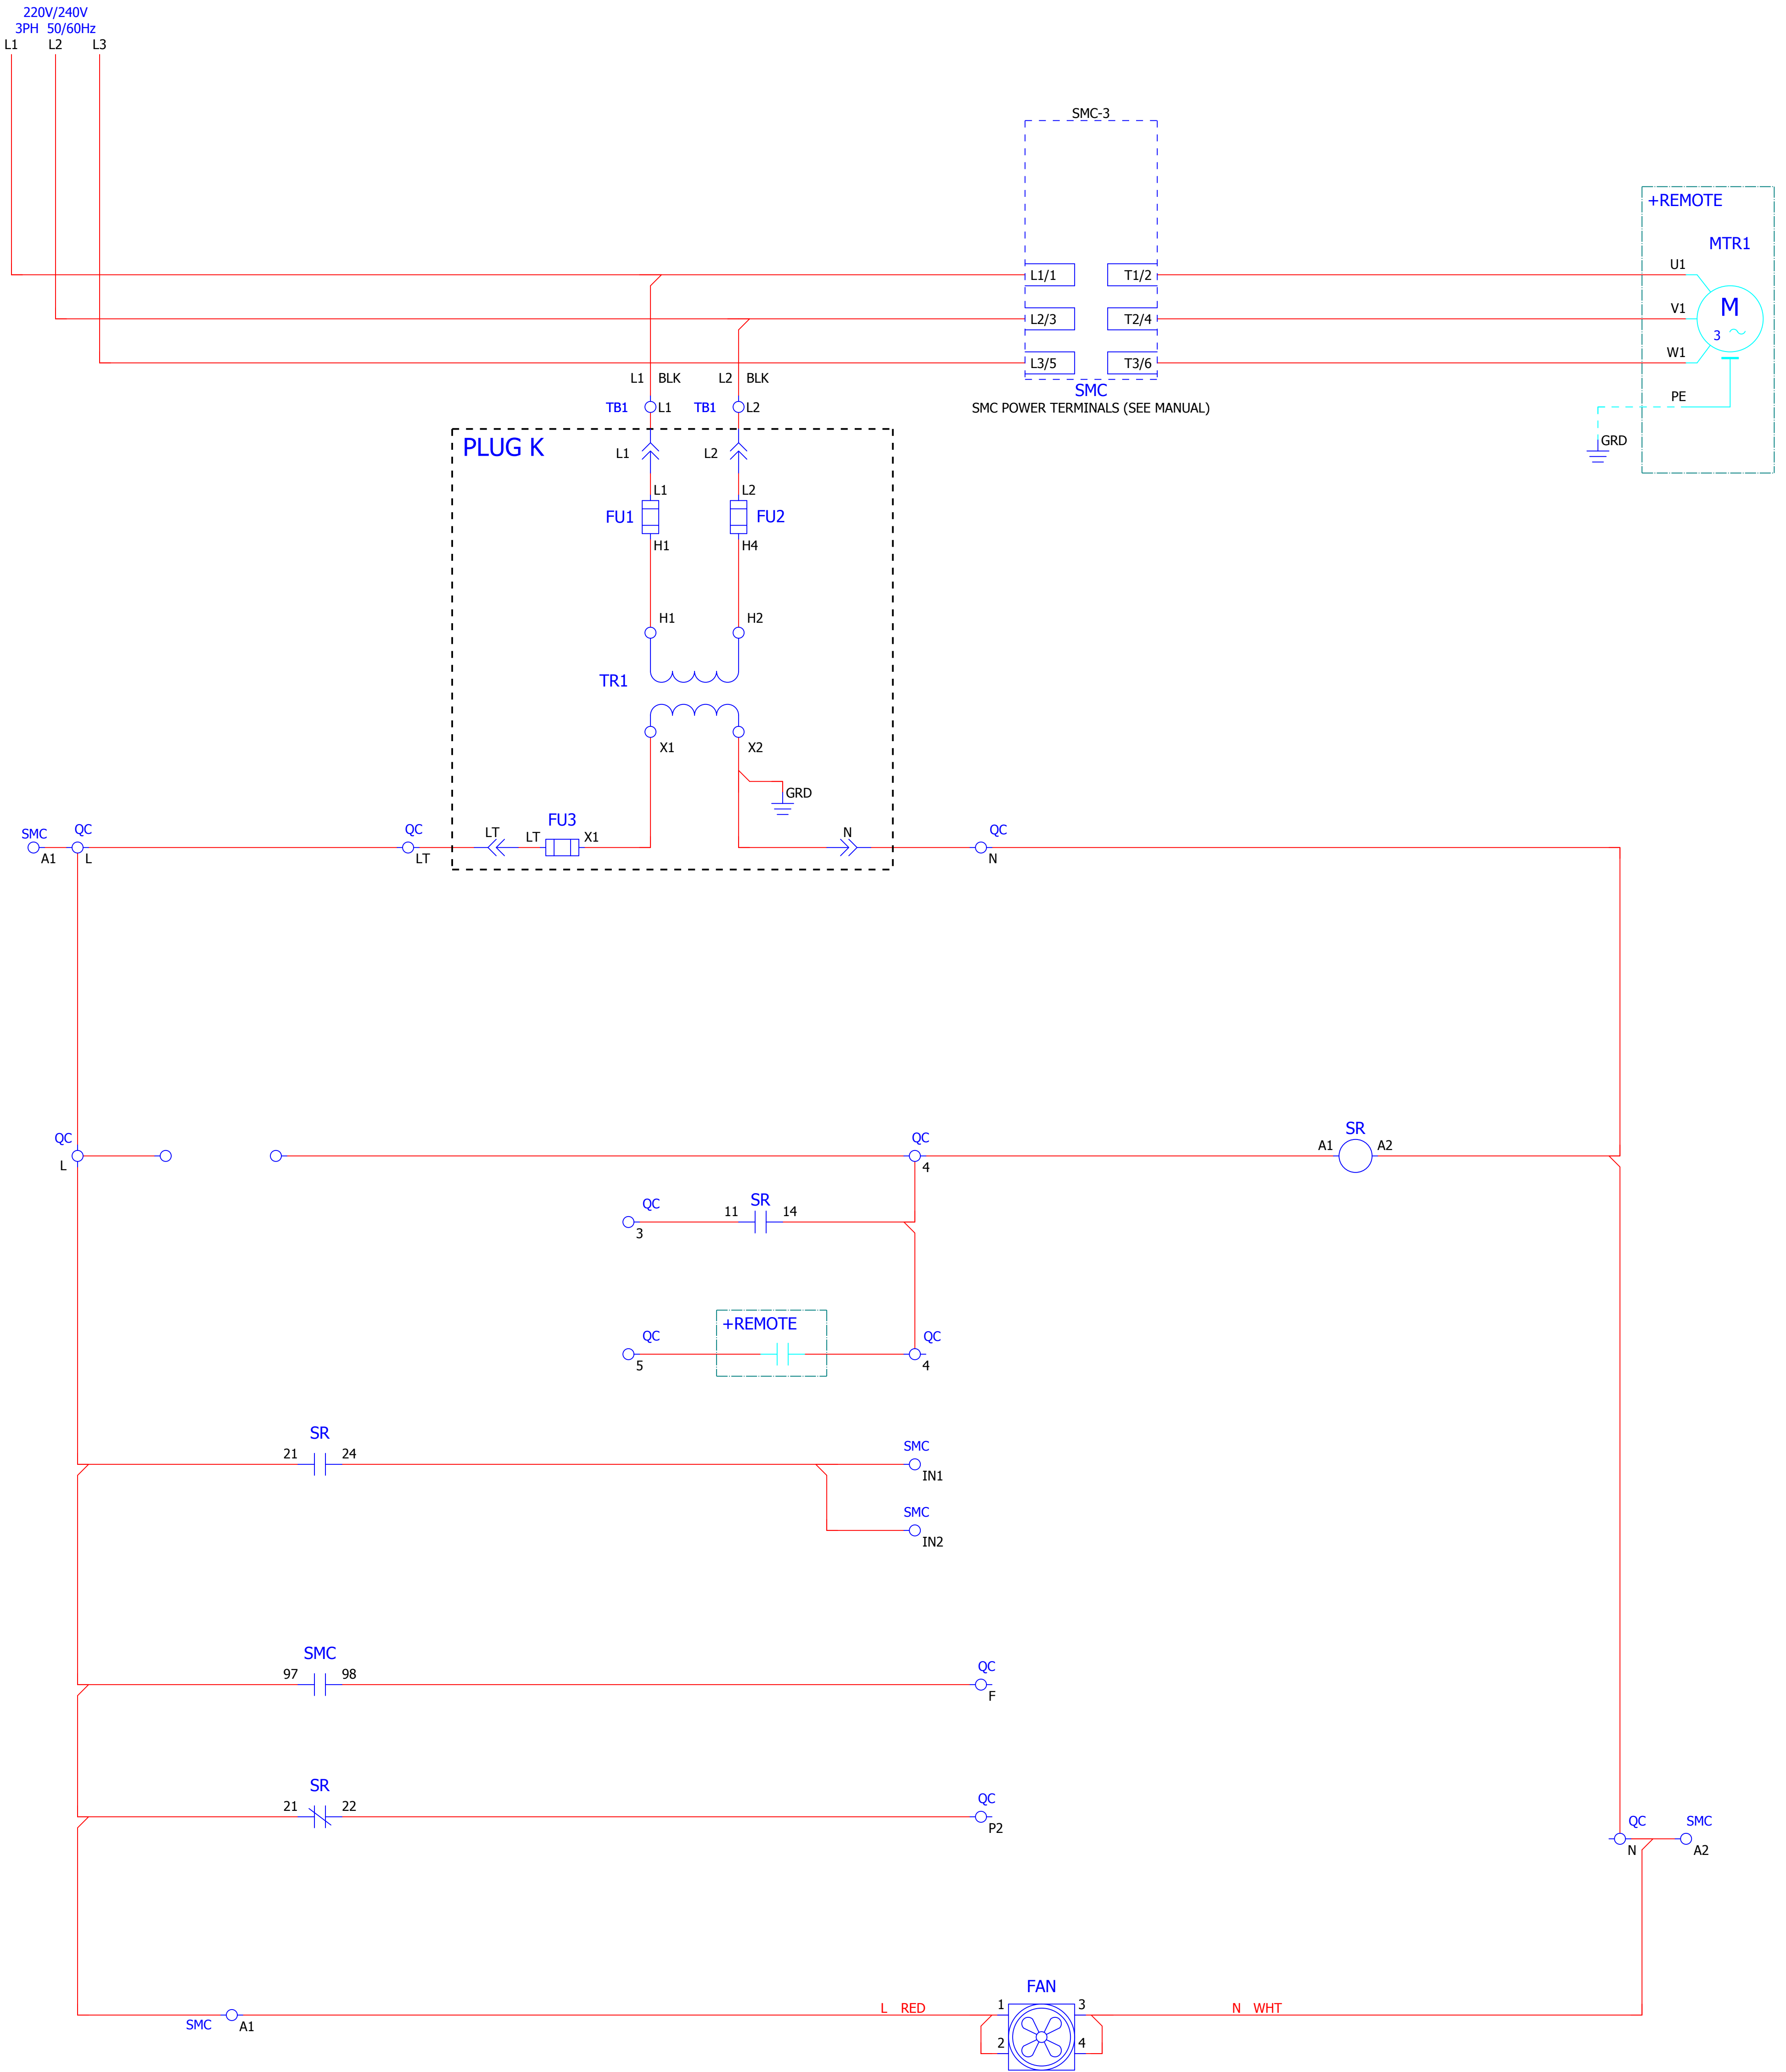 220V/240V
3PH 50/60Hz
L1 L2 L3
SMC-3
+REMOTE
MTR1
U1
L1/1 T1/2
M
3
V1
L2/3 T2/4
W1
L3/5 T3/6
L1 BLK L2 BLK
SMC
PE
TB1 L1 TB1 L2
SMC POWER TERMINALS (SEE MANUAL)
GRD
PLUG K
L1 L2
L1 L2
FU1 FU2
H1 H4
H1 H2
TR1
X1 X2
GRD
FU3
SMC QC QC LT LT X1 N QC
A1 L LT N
QC QC SR
A1 A2
L 4
QC 11 SR 14
3
+REMOTE
QC QC
5 4
SR
21 24 SMC
IN1
SMC
IN2
SMC
97 98 QC
F
SR
21 22 QC
P2
QC SMC
N A2
FAN
L RED 1 3 N WHT
SMC A1
2 4